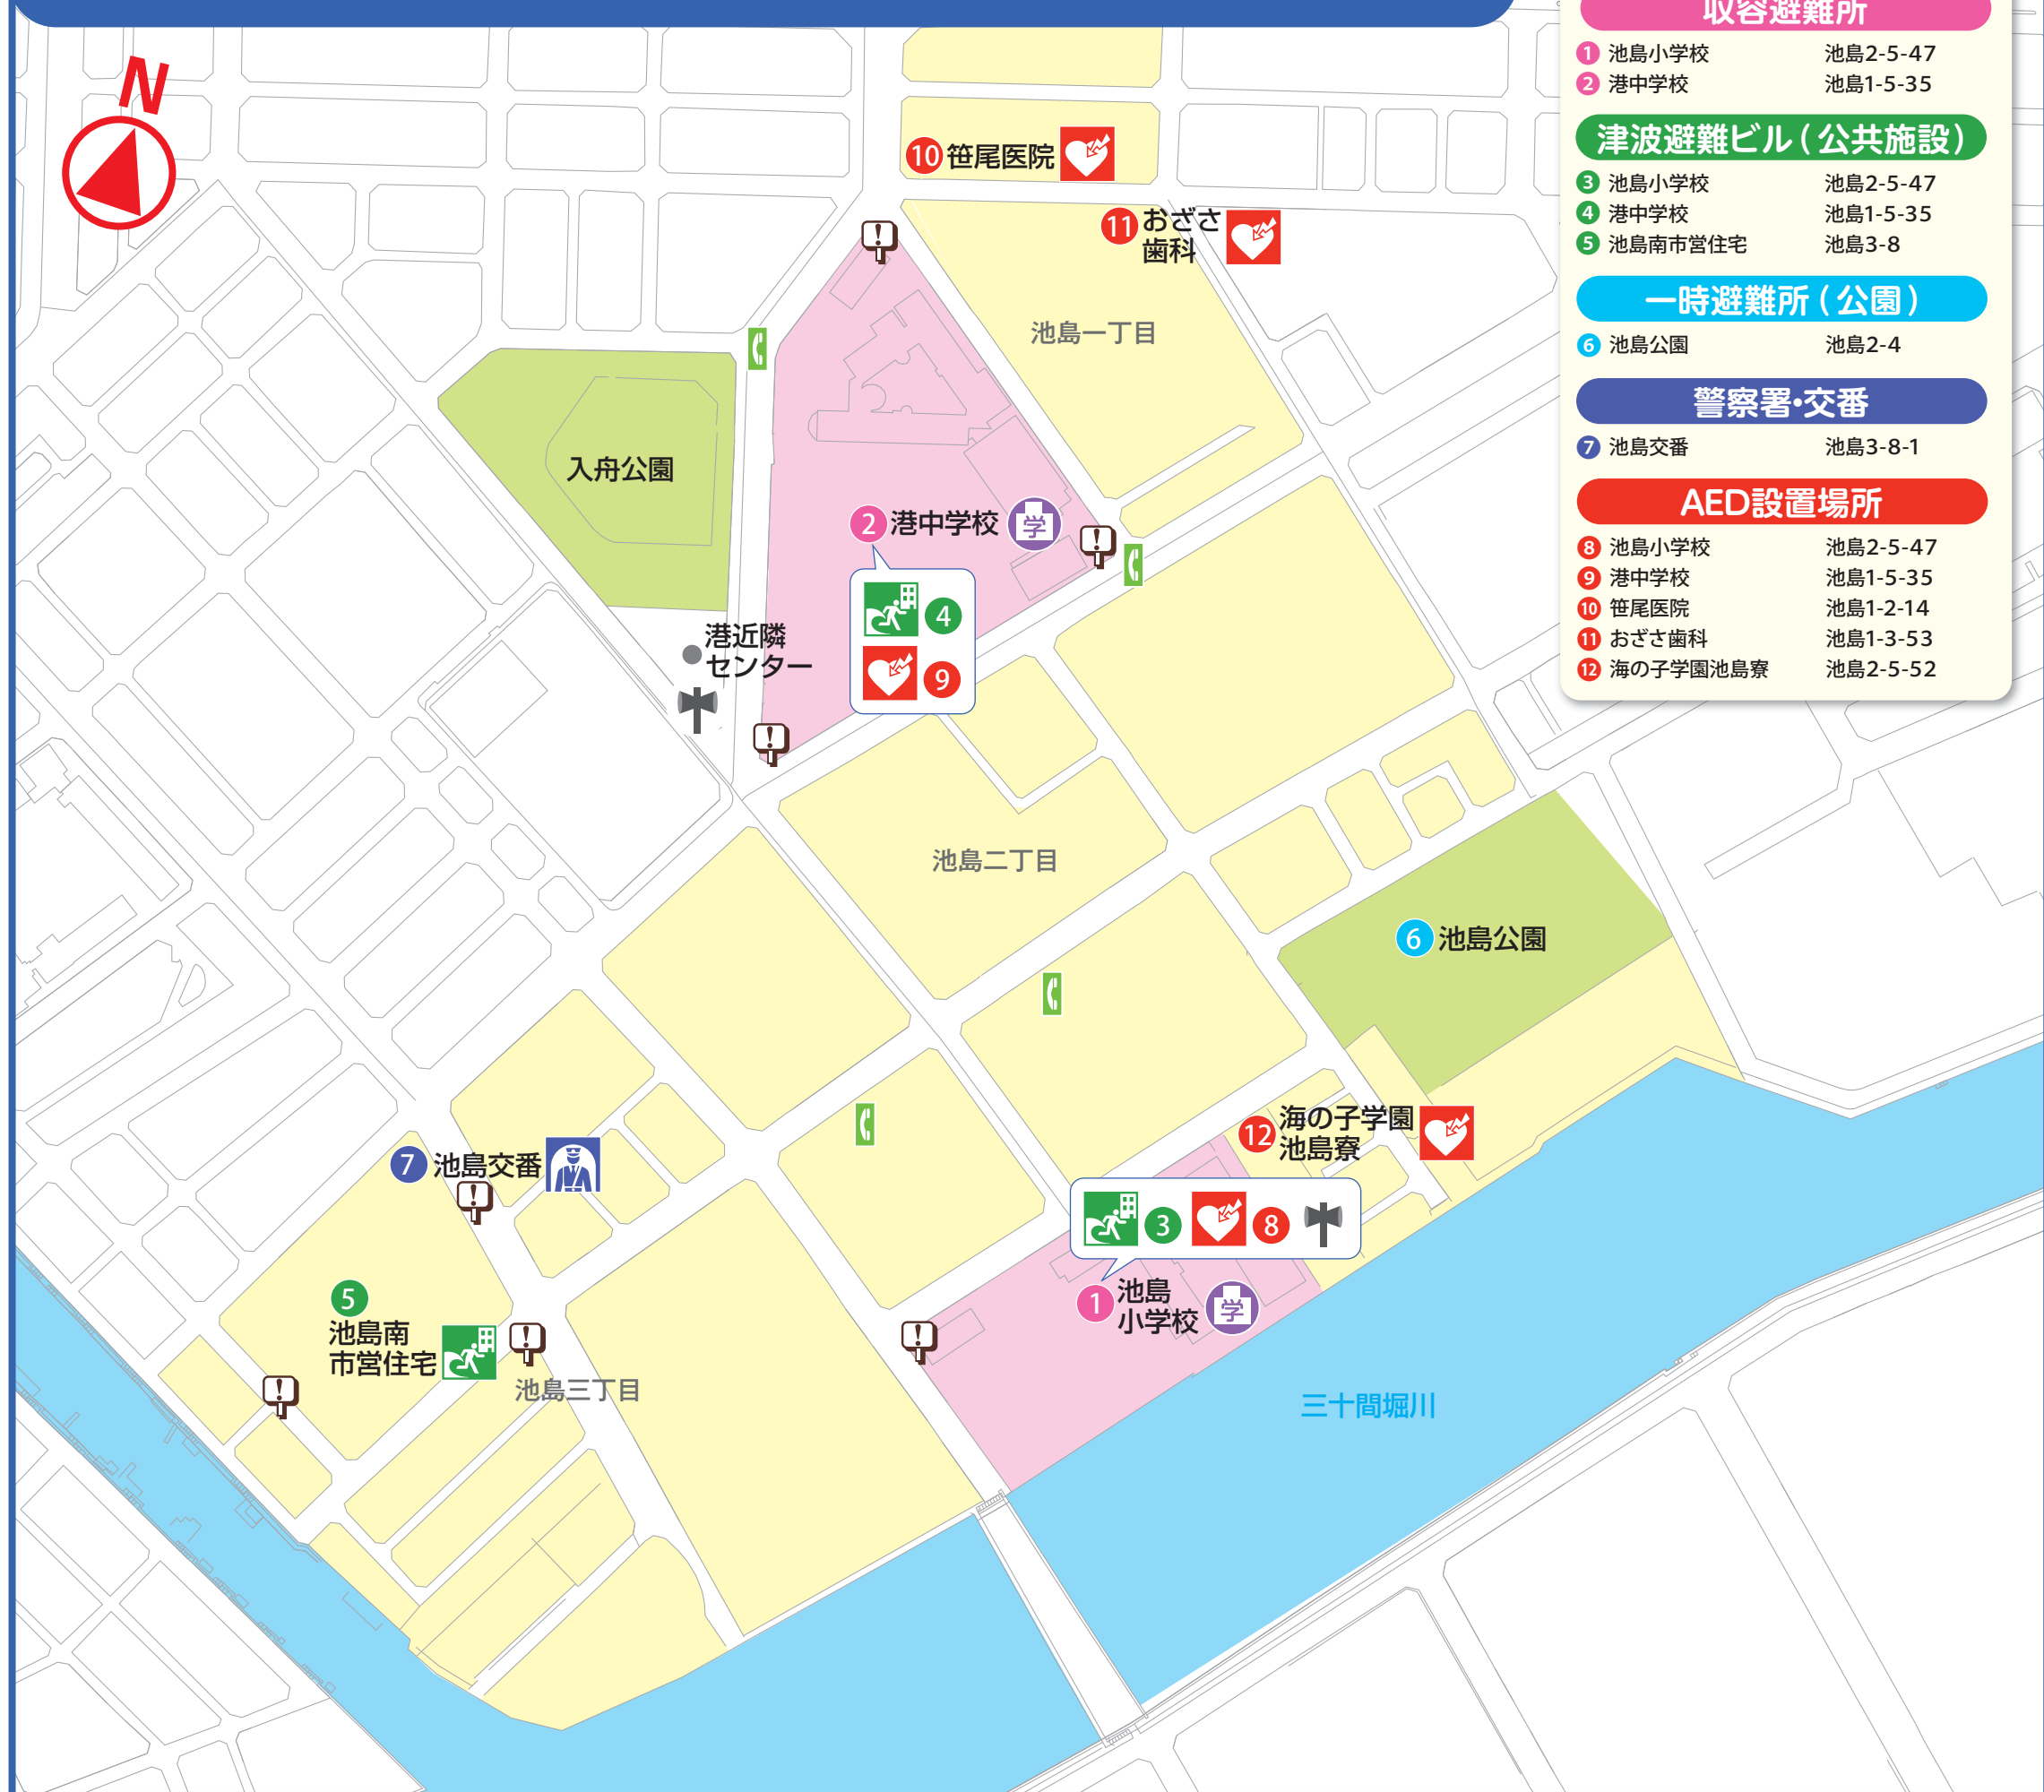 N
収容避難所
1 池島小学校 池島2-5-47
2 港中学校 池島1-5-35
津波避難ビル(公共施設)
3 池島小学校 池島2-5-47
4 港中学校 池島1-5-35
5 池島南市営住宅 池島3-8
一時避難所(公園)
6 池島公園 池島2-4
警察署・交番
7 池島交番 池島3-8-1
AED設置場所
8 池島小学校 池島2-5-47
9 港中学校 池島1-5-35
10 笹尾医院 池島1-2-14
11 おざさ歯科 池島1-3-53
12 海の子学園池島寮 池島2-5-52
10 笹尾医院
11 おざさ
歯科
池島一丁目
入舟公園
2 港中学校 学
4
9
港近隣
センター
池島二丁目
6 池島公園
12 海の子学園
池島寮
7 池島交番
3 8
1 池島
小学校 学
5
池島南
市営住宅
池島三丁目
三十間堀川